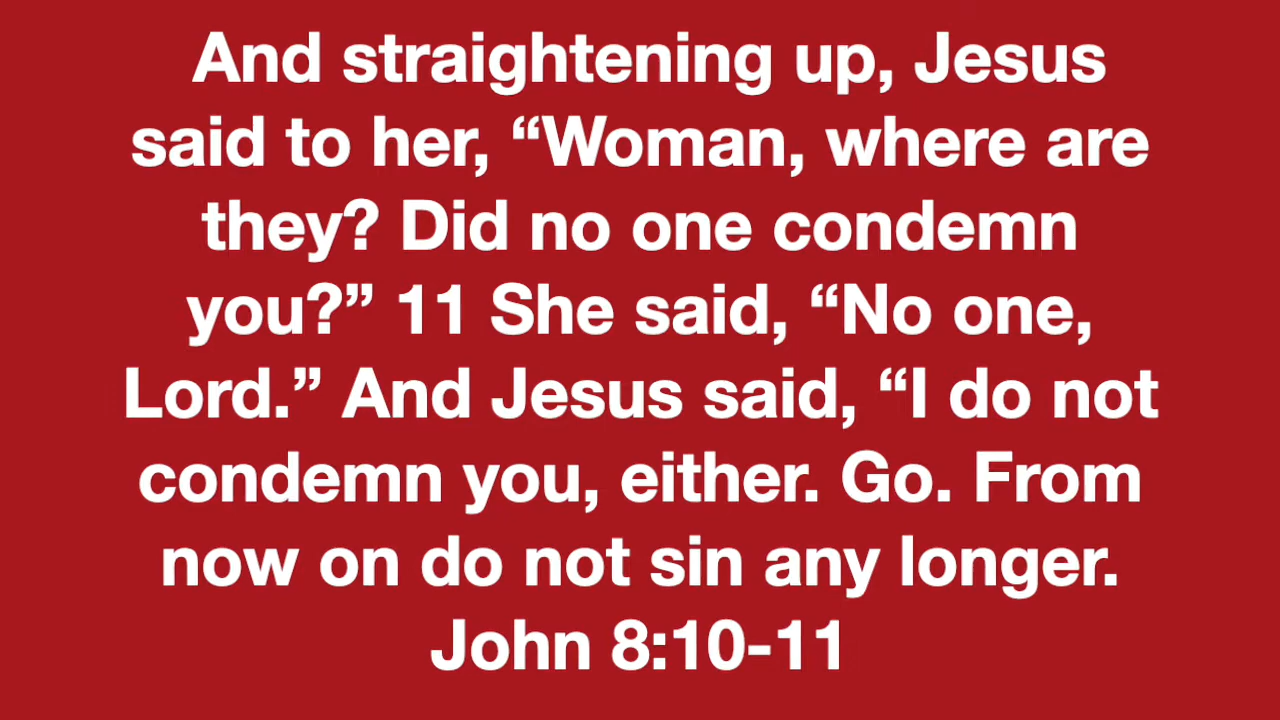 And straightening up, Jesus
said to her, “Woman, where are
they? Did no one condemn
you?” 11 She said, “No one,
Lord.” And Jesus said, “I do not
condemn you, either. Go. From
now on do not sin any longer.
John 8:10-11